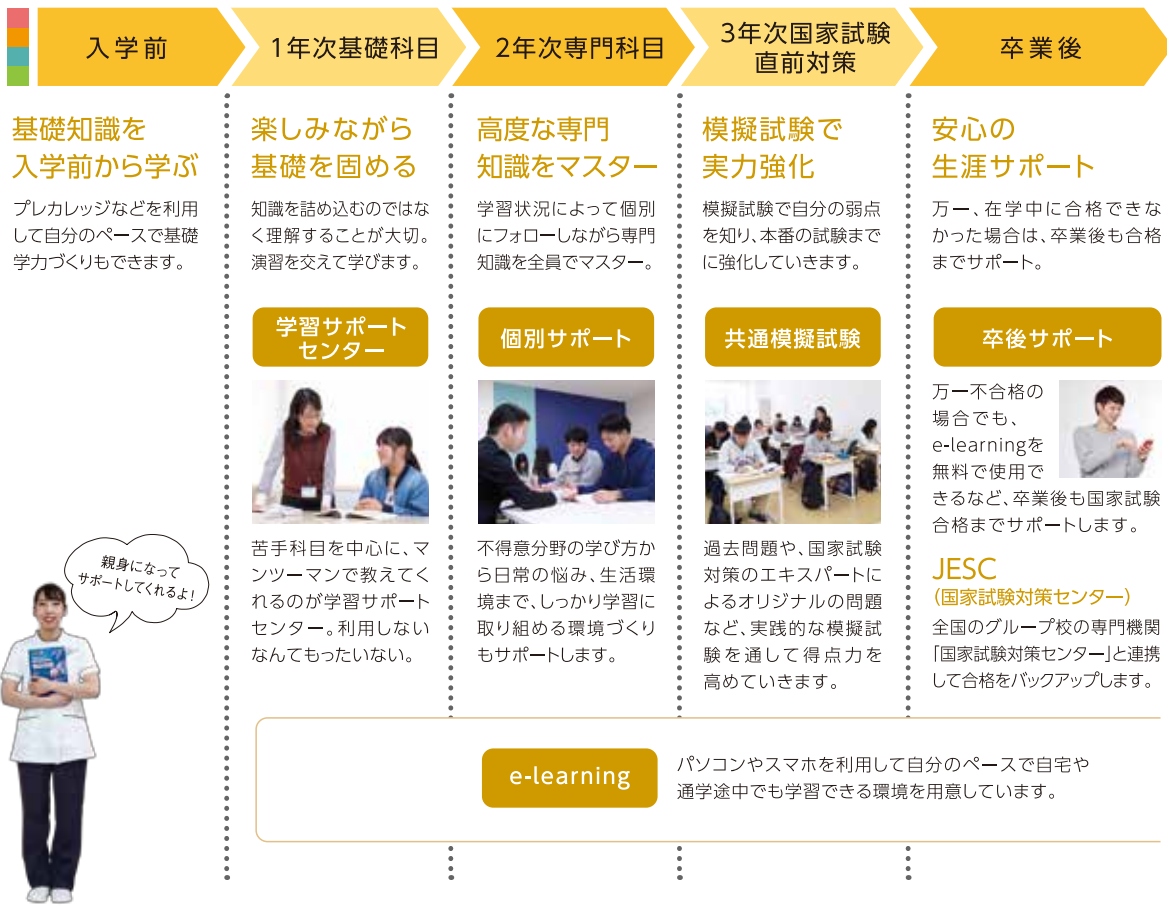 入学前
1年次基礎科目
2年次専門科目
3年次国家試験
直前対策
卒業後
基礎知識を
入学前から学ぶ
プレカレッジなどを利用
して自分のペースで基礎
学力づくりもできます。
親身になって
サポートしてくれるよ!
楽しみながら
基礎を固める
知識を詰め込むのではな
く理解することが大切。
演習を交えて学びます。
学習サポート
センター
苦手科目を中心に、マ
ンツーマンで教えてく
れるのが学習サポート
センター。利用しない
なんてもったいない。
高度な専門
知識をマスター
学習状況によって個別
にフォローしながら専門
知識を全員でマスター。
個別サポート
不得意分野の学び方か
ら日常の悩み、生活環
境まで、しっかり学習に
取り組める環境づくり
もサポートします。
模擬試験で
実力強化
模擬試験で自分の弱点
を知り、本番の試験まで
に強化していきます。
共通模擬試験
過去問題や、国家試験
対策のエキスパートに
よるオリジナルの問題
など、実践的な模擬試
験を通して得点力を
高めていきます。
安心の
生涯サポート
万一、在学中に合格できな
かった場合は、卒業後も合格
までサポート。
卒後サポート
万一不合格の
場合でも、
e-learningを
無料で使用で
きるなど、卒業後も国家試験
合格までサポートします。
JESC
(国家試験対策センター)
全国のグループ校の専門機関
「国家試験対策センター」と連携
して合格をバックアップします。
e-learning
パソコンやスマホを利用して自分のペースで自宅や
通学途中でも学習できる環境を用意しています。